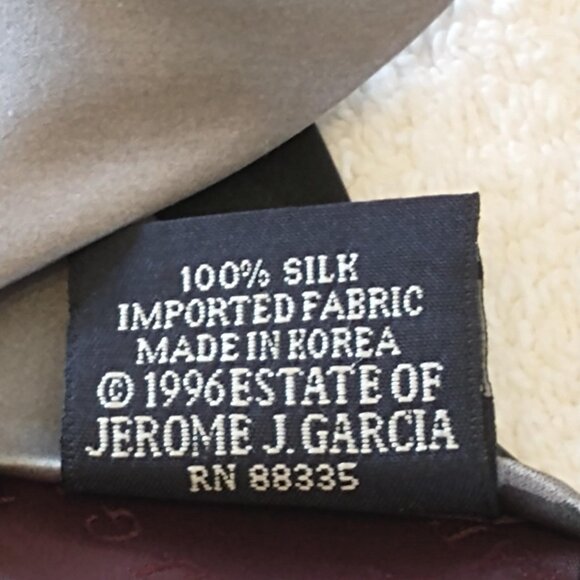 100% SILK
IMPORTED FABRIC
MADE IN KOREA
© 1996 ESTATE OF
JEROME J. GARCIA
RN 88335